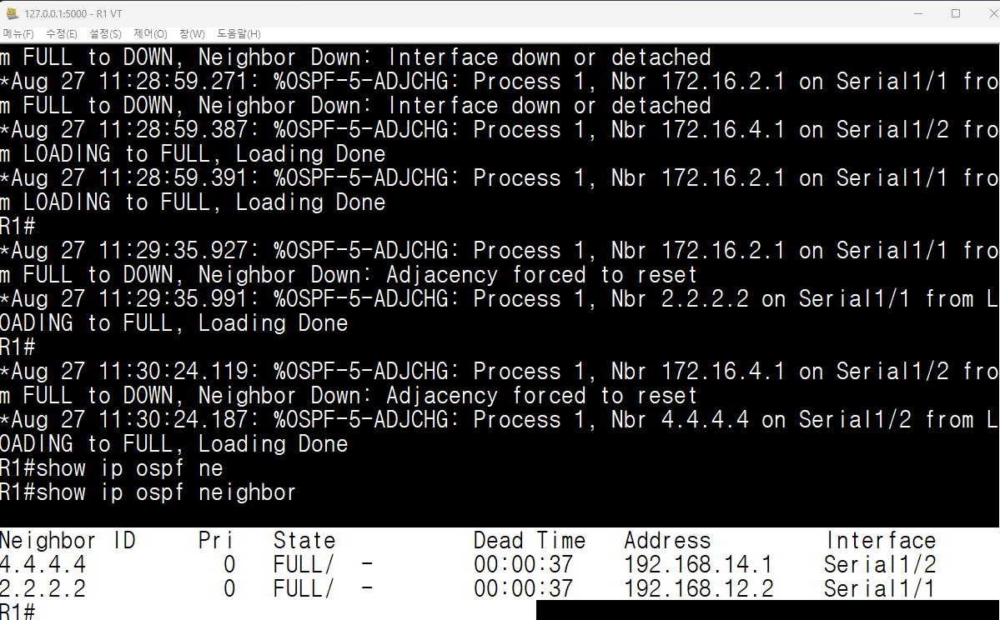 127.0.0.1:5000 - R1 VT
메뉴(F) 수정(E) 설정(S) 제어(O) 창(W) 도움말(H)
m FULL to DOWN, Neighbor Down: Interface down or detached
*Aug 27 11:28:59.271: %OSPF-5-ADJCHG: Process 1, Nbr 172.16.2.1 on Serial1/1 fro
m FULL to DOWN, Neighbor Down: Interface down or detached
*Aug 27 11:28:59.387: %OSPF-5-ADJCHG: Process 1, Nbr 172.16.4.1 on Serial1/2 fro
m LOADING to FULL, Loading Done
*Aug 27 11:28:59.391: %OSPF-5-ADJCHG: Process 1, Nbr 172.16.2.1 on Serial1/1 fro
m LOADING to FULL, Loading Done
R1#
*Aug 27 11:29:35.927: %OSPF-5-ADJCHG: Process 1, Nbr 172.16.2.1 on Serial1/1 fro
m FULL to DOWN, Neighbor Down: Adjacency forced to reset
*Aug 27 11:29:35.991: %OSPF-5-ADJCHG: Process 1, Nbr 2.2.2.2 on Serial1/1 from L
OADING to FULL, Loading Done
R1#
*Aug 27 11:30:24.119: %OSPF-5-ADJCHG: Process 1, Nbr 172.16.4.1 on Serial1/2 fro
m FULL to DOWN, Neighbor Down: Adjacency forced to reset
*Aug 27 11:30:24.187: %OSPF-5-ADJCHG: Process 1, Nbr 4.4.4.4 on Serial1/2 from L
OADING to FULL, Loading Done
R1#show ip ospf ne
R1#show ip ospf neighbor
Neighbor ID Pri State Dead Time Address Interface
4.4.4.4 0 FULL/ - 00:00:37 192.168.14.1 Serial1/2
2.2.2.2 0 FULL/ - 00:00:37 192.168.12.2 Serial1/1
R1#